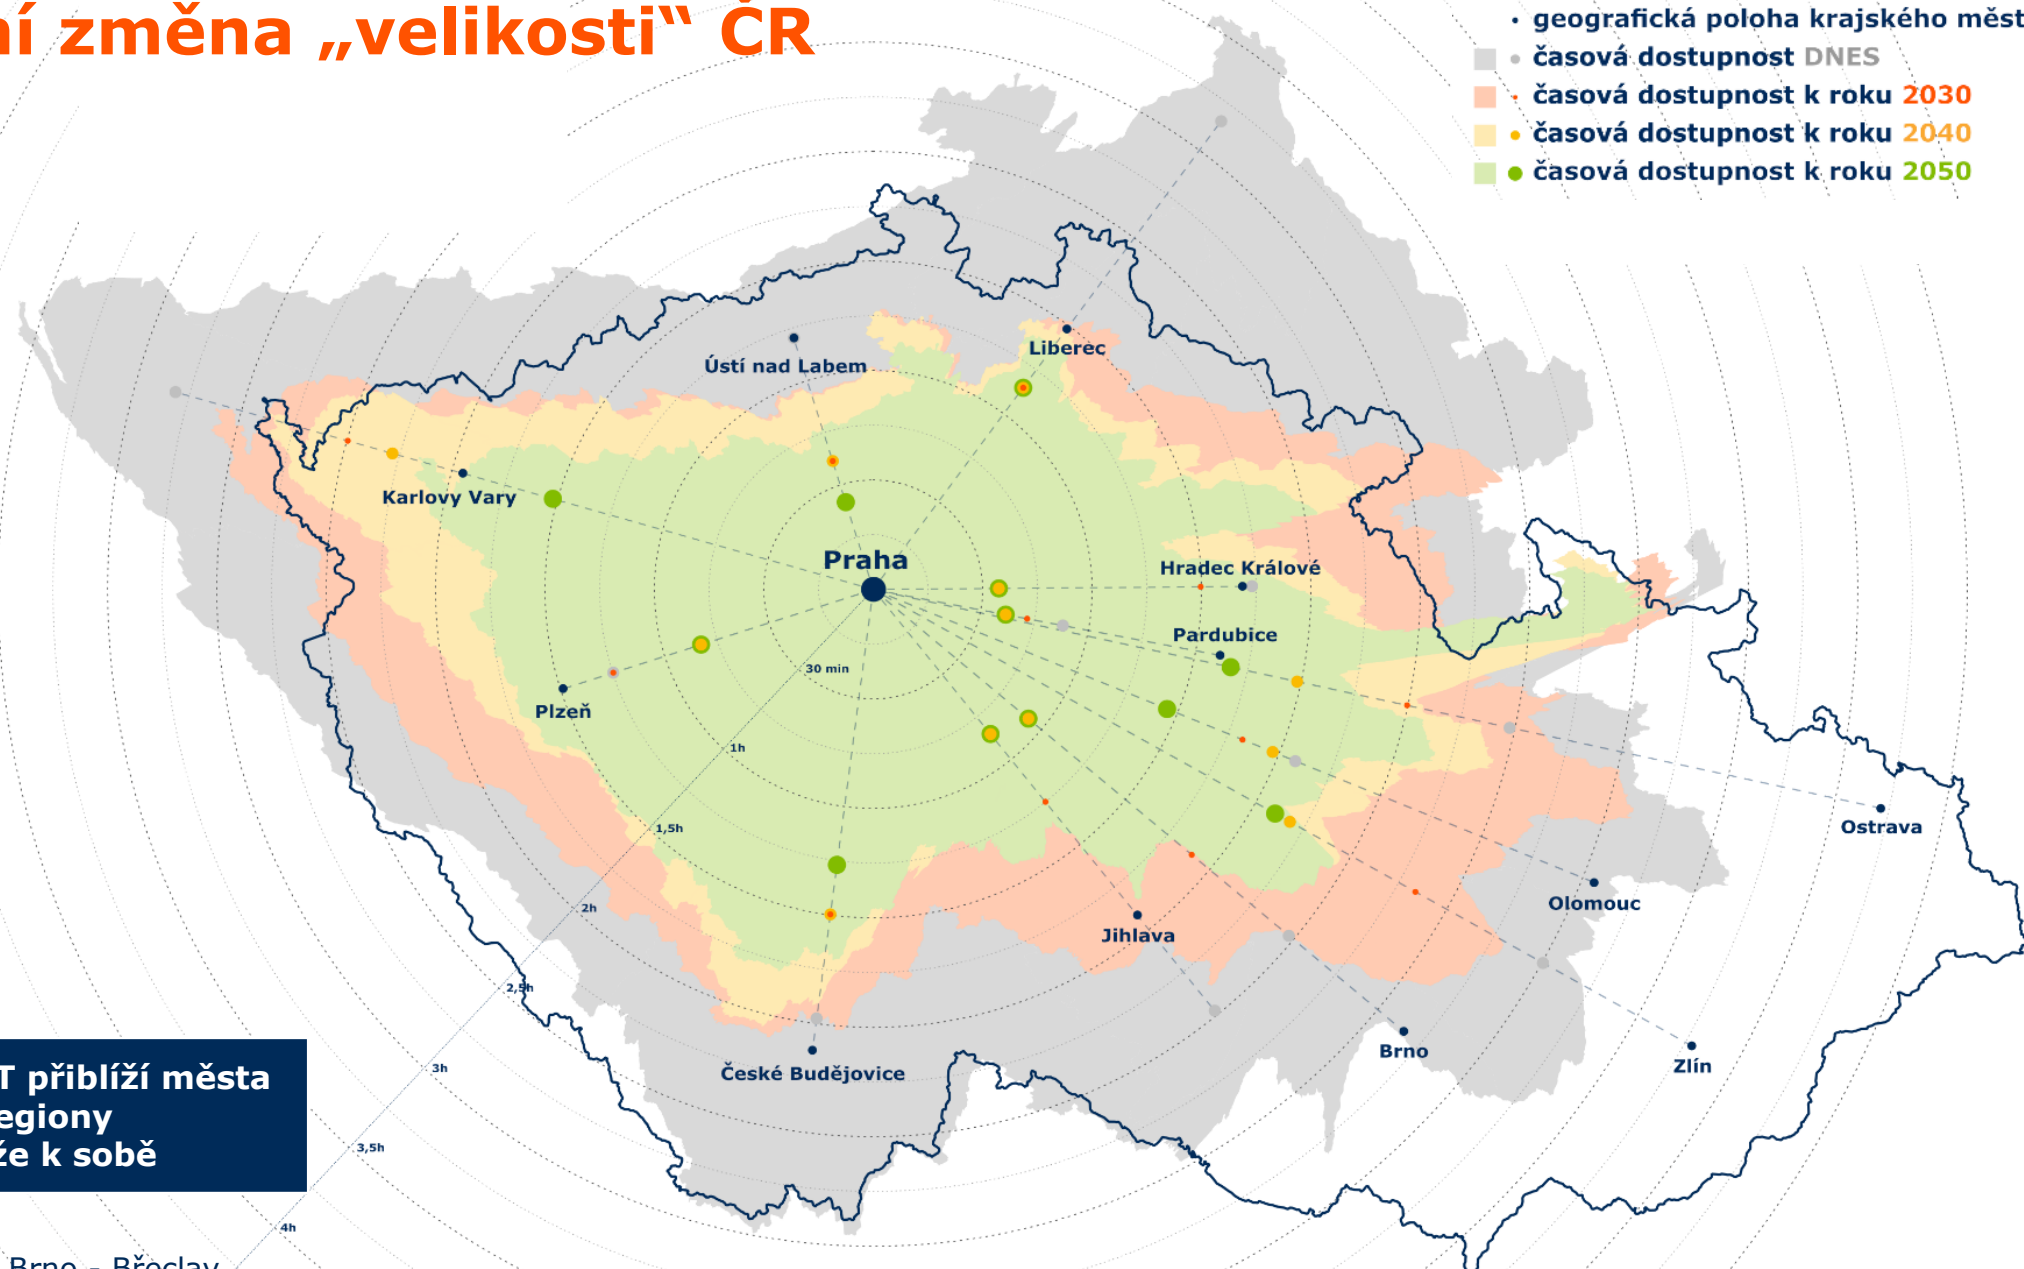 ní změna „velikosti“ ČR
geografická poloha krajského měst
časová dostupnost DNES
časová dostupnost k roku 2030
časová dostupnost k roku 2040
časová dostupnost k roku 2050
Liberec
Ústí nad Labem
Karlovy Vary
Praha
Hradec Králové
Pardubice
30 min
Plzeň
1h
1,5h
Ostrava
2h
Olomouc
Jihlava
2,5h
Brno
Zlín
České Budějovice
3h
T přiblíží města
egiony
že k sobě
3,5h
4h
Brno - Břeclav